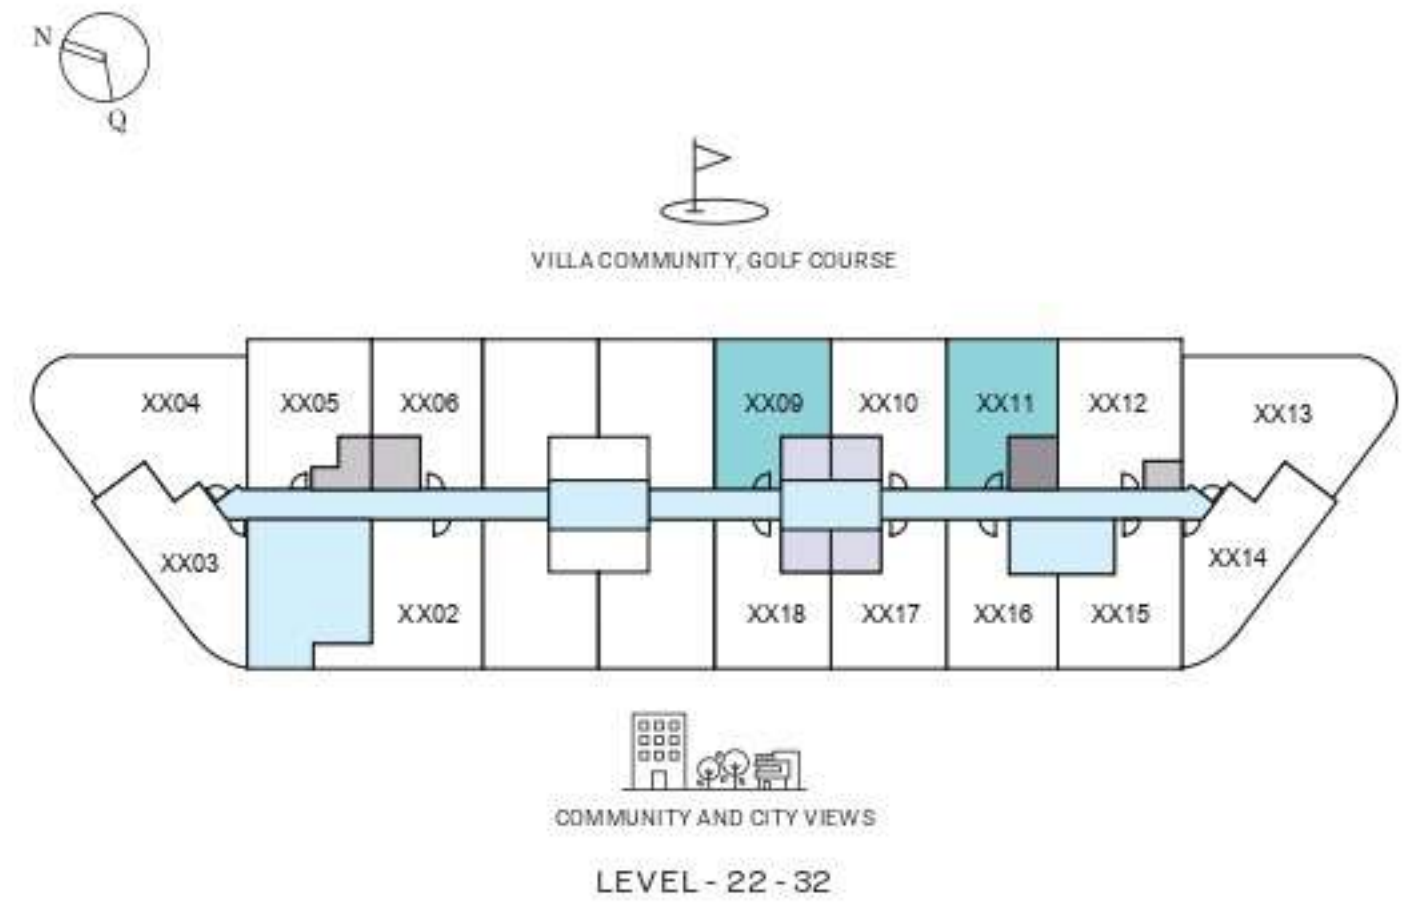 N
Q
VILLA COMMUNITY, GOLF COURSE
XX04
XX05
XX06
XX09
XX10
XX11
XX12
XX13
XX03
XX02
XX18
XX17
XX16
XX15
XX14
COMMUNITY AND CITY VIEWS
LEVEL - 22 - 32